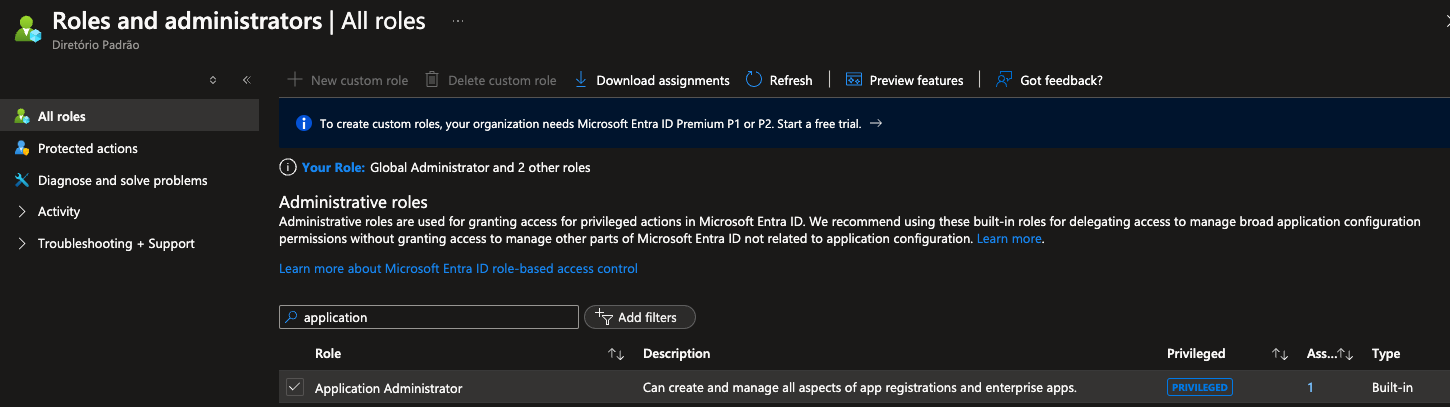 Roles and administrators | All roles ...
Diretório Padrão
New custom role Delete custom role Download assignments Refresh Preview features Got feedback?
All roles
Protected actions
Diagnose and solve problems
Activity
Troubleshooting + Support
To create custom roles, your organization needs Microsoft Entra ID Premium P1 or P2. Start a free trial. →
Your Role: Global Administrator and 2 other roles
Administrative roles
Administrative roles are used for granting access for privileged actions in Microsoft Entra ID. We recommend using these built-in roles for delegating access to manage broad application configuration
permissions without granting access to manage other parts of Microsoft Entra ID not related to application configuration. Learn more.
Learn more about Microsoft Entra ID role-based access control
application Add filters
Role Description Privileged Ass... Type
Application Administrator Can create and manage all aspects of app registrations and enterprise apps. PRIVILEGED 1 Built-in